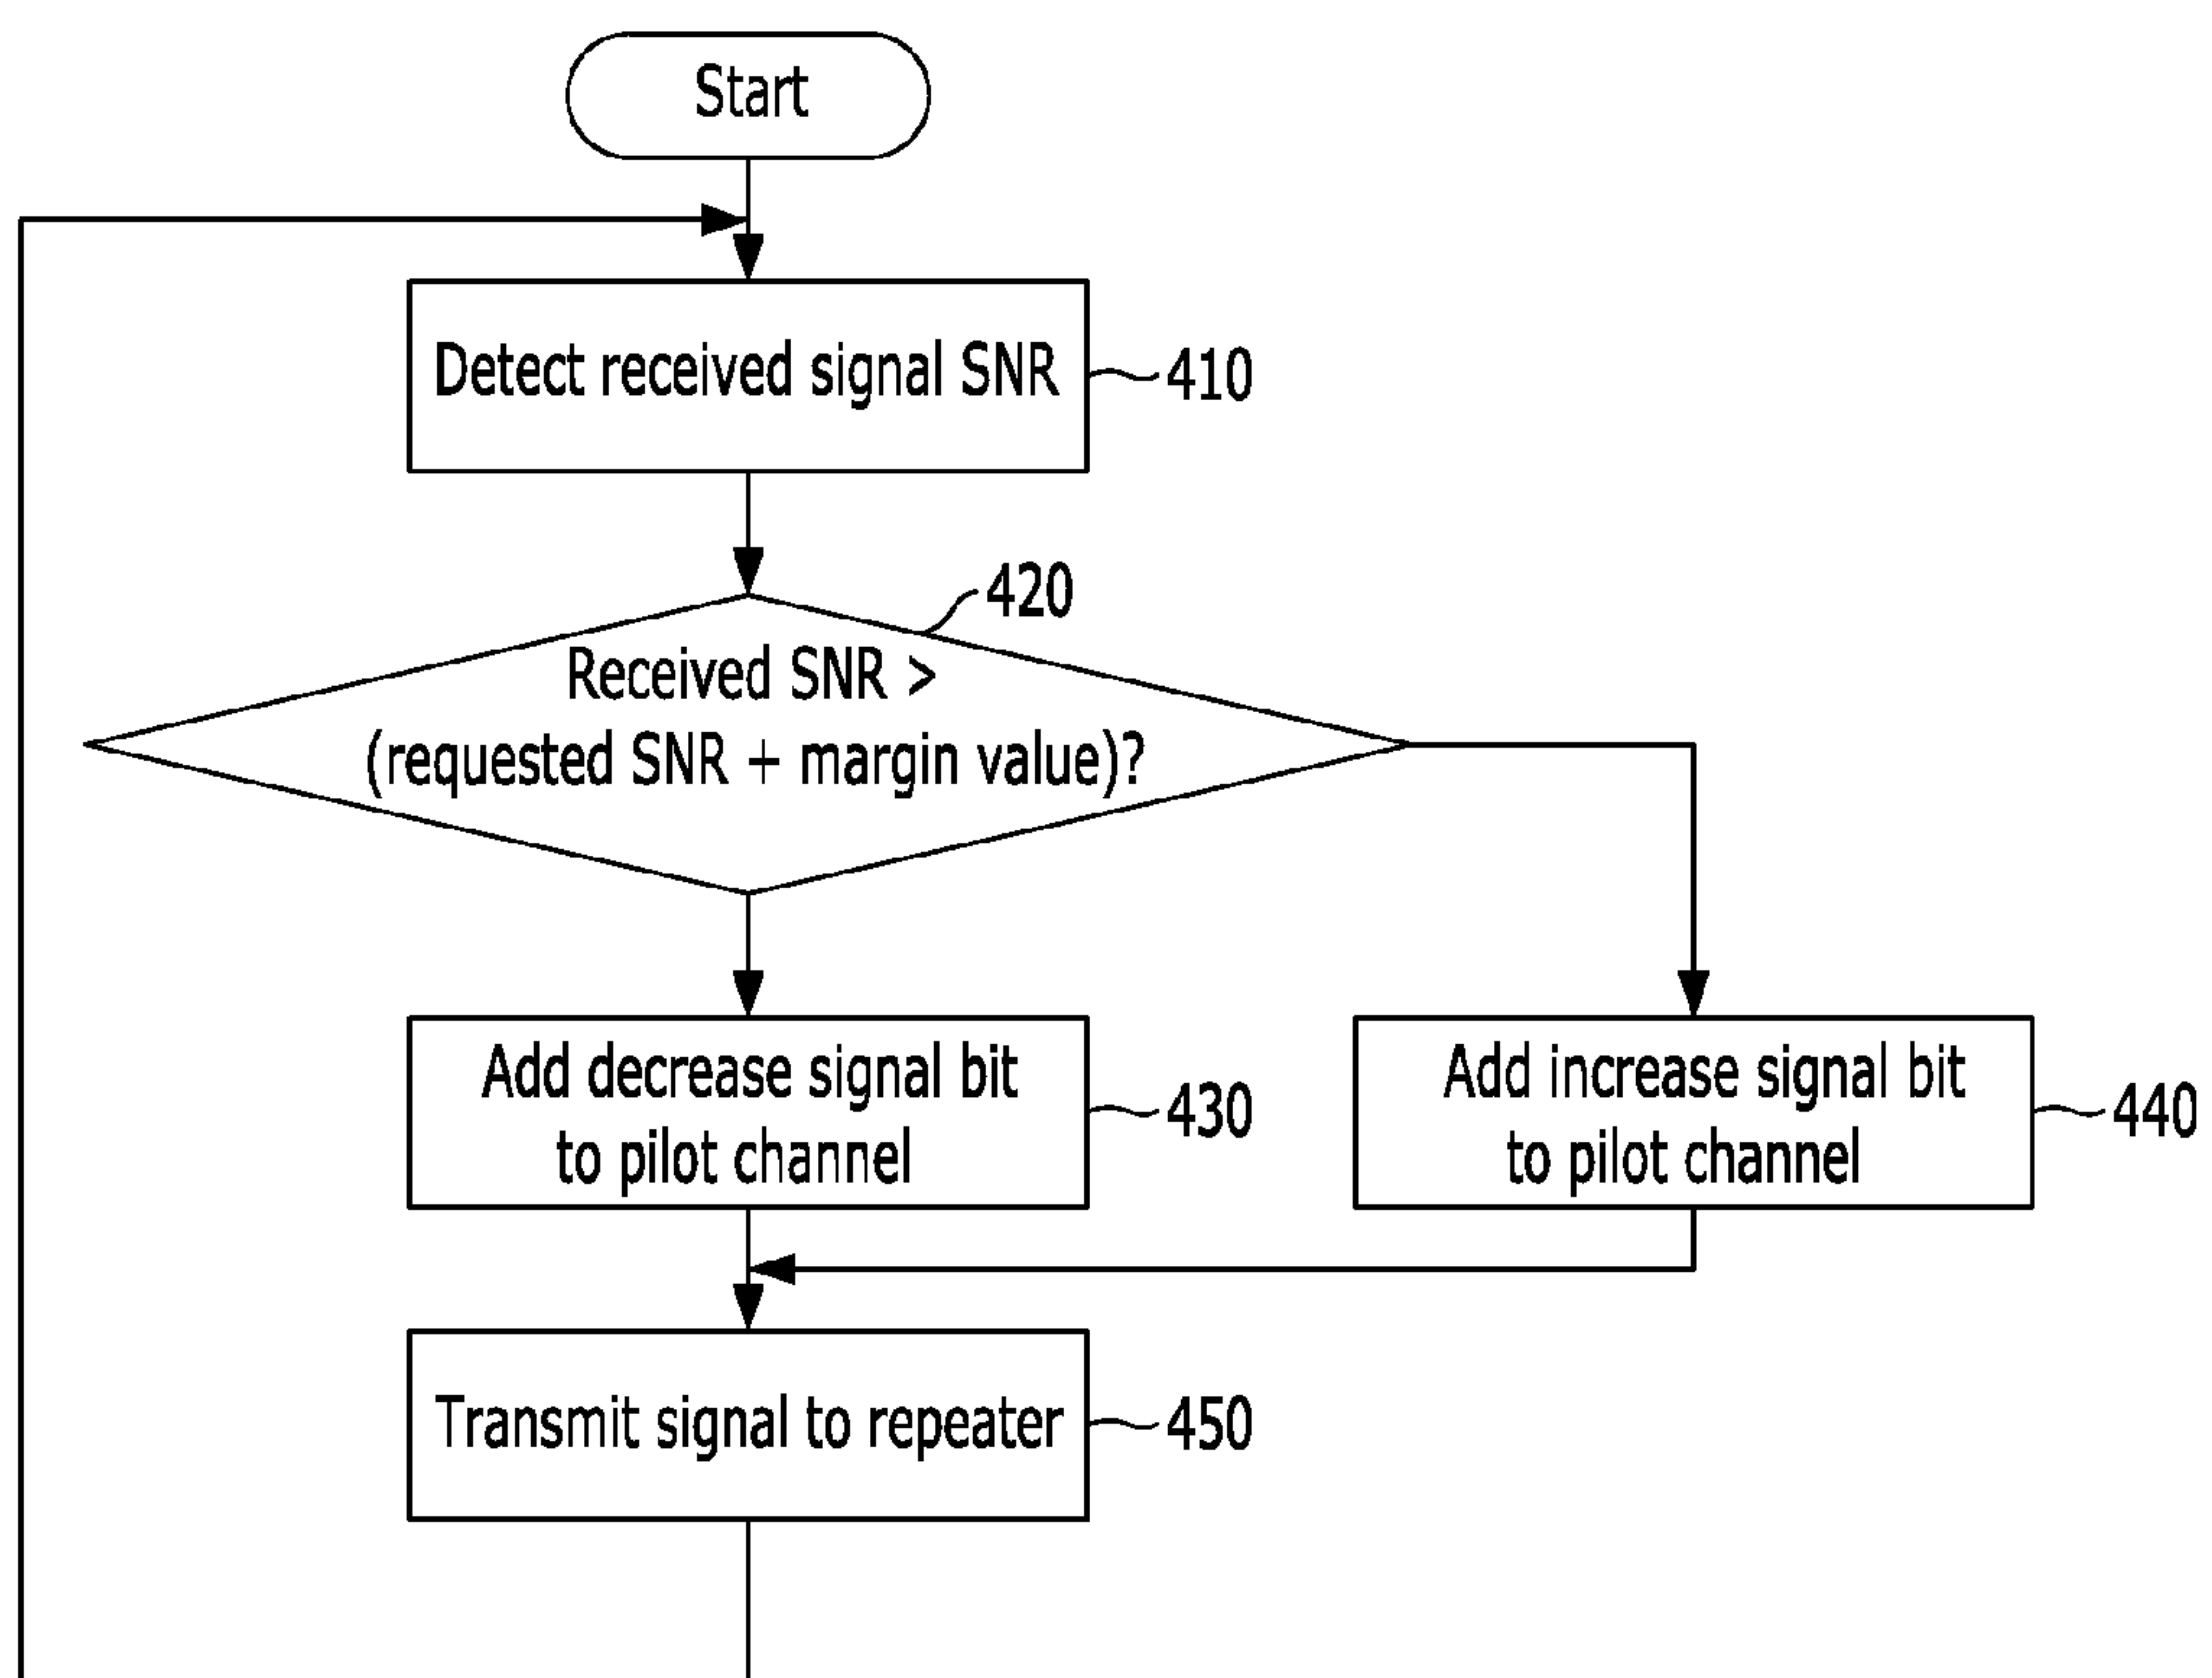 Start
Detect received signal SNR
410
420
Received SNR >
(requested SNR + margin value)?
Add decrease signal bit
to pilot channel
430
Add increase signal bit
to pilot channel
440
Transmit signal to repeater
450